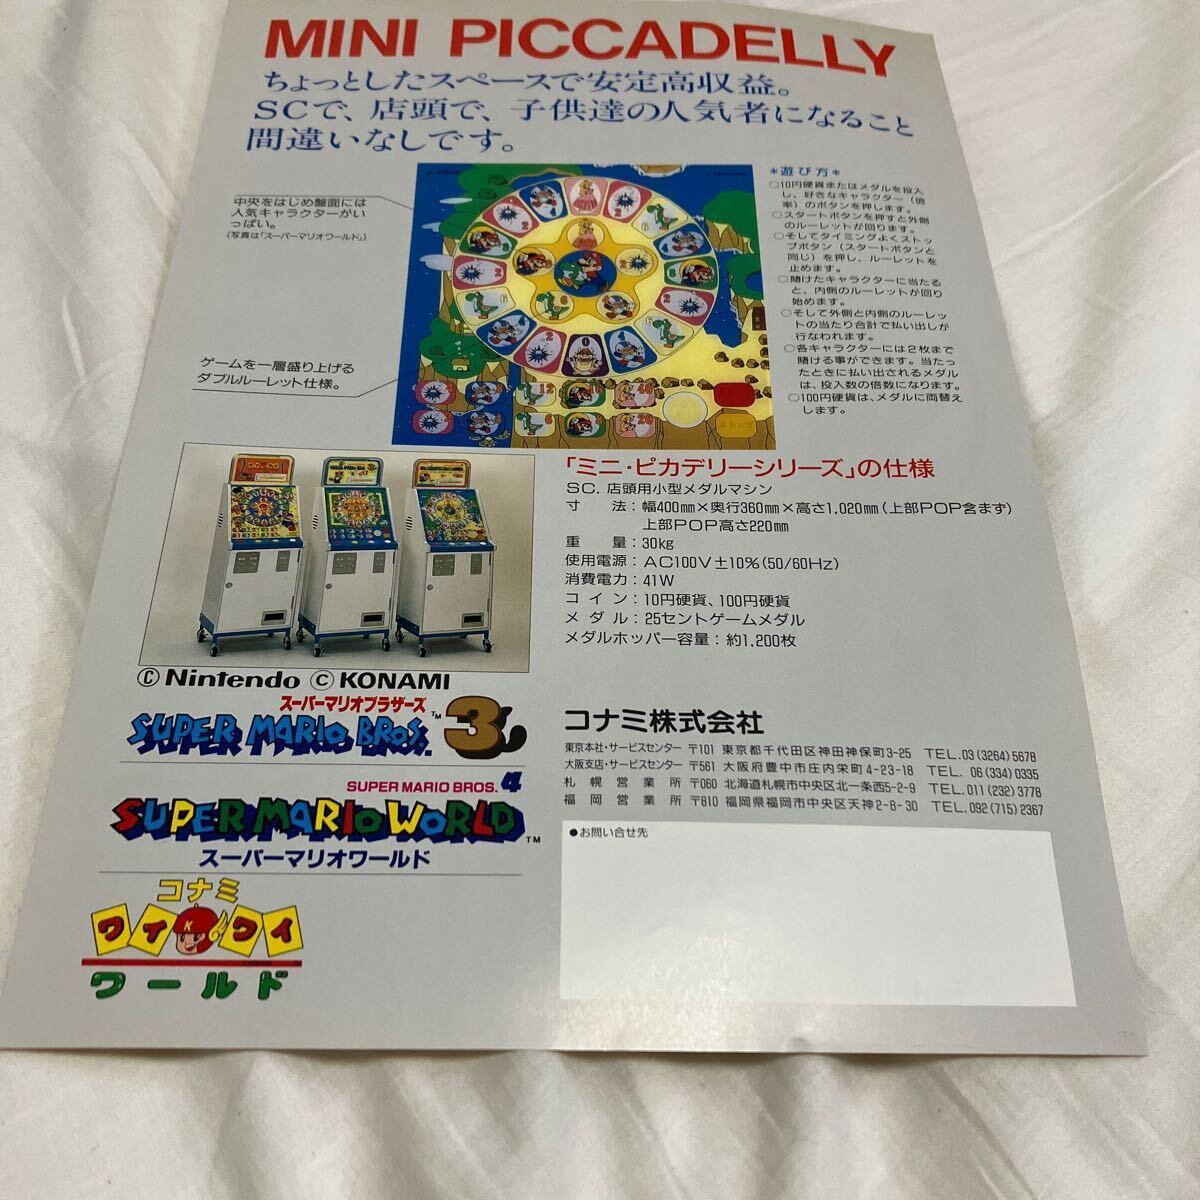 MINI PICCADELLY
ちょっとしたスペースで安定高収益。
SCで、店頭で、子供達の人気者になること
間違いなしです。
中央をはじめ盤面には
人気キャラクターがい
っぱい。
(写真は「スーパーマリオワールド」)
ゲームを一層盛り上げる
ダブルルーレット仕様。
＊遊び方＊
○10円硬貨またはメダルを投入
し、好きなキャラクター（倍
率）のボタンを押します。
○スタートボタンを押すと外側
のルーレットが回ります。
○そしてタイミングよくストッ
プボタン（スタートボタンと
同じ）を押し、ルーレットを
止めます。
○賭けたキャラクターに当たる
と、内側のルーレットが回り
始めます。
○そして外側と内側のルーレッ
トの当たり合計で払い出しが
行なわれます。
○各キャラクターには2枚まで
賭ける事ができます。当たっ
たときに払い出されるメダル
は、投入数の倍数になります。
○100円硬貨は、メダルに両替え
します。
「ミニ・ピカデリーシリーズ」の仕様
SC. 店頭用小型メダルマシン
寸法：幅400mm×奥行360mm×高さ1,020mm（上部POP含まず）
上部POP高さ220mm
重量：30kg
使用電源：AC100V±10%(50/60Hz)
消費電力：41W
コイン：10円硬貨、100円硬貨
メダル：25セントゲームメダル
メダルホッパー容量：約1,200枚
©Nintendo ©KONAMI
スーパーマリオブラザーズ
SUPER MARIO BROS.™ 3
SUPER MARIO BROS. 4
SUPER MARIO WORLD™
スーパーマリオワールド
コナミ
ワイワイ
ワールド
コナミ株式会社
東京本社・サービスセンター 〒101 東京都千代田区神田神保町3-25 TEL.03(3264)5678
大阪支店・サービスセンター 〒561 大阪府豊中市庄内栄町4-23-18 TEL.06(334)0335
札幌営業所 〒060 北海道札幌市中央区北一条西5-2-9 TEL.011(232)3778
福岡営業所 〒810 福岡県福岡市中央区天神2-8-30 TEL.092(715)2367
●お問い合せ先